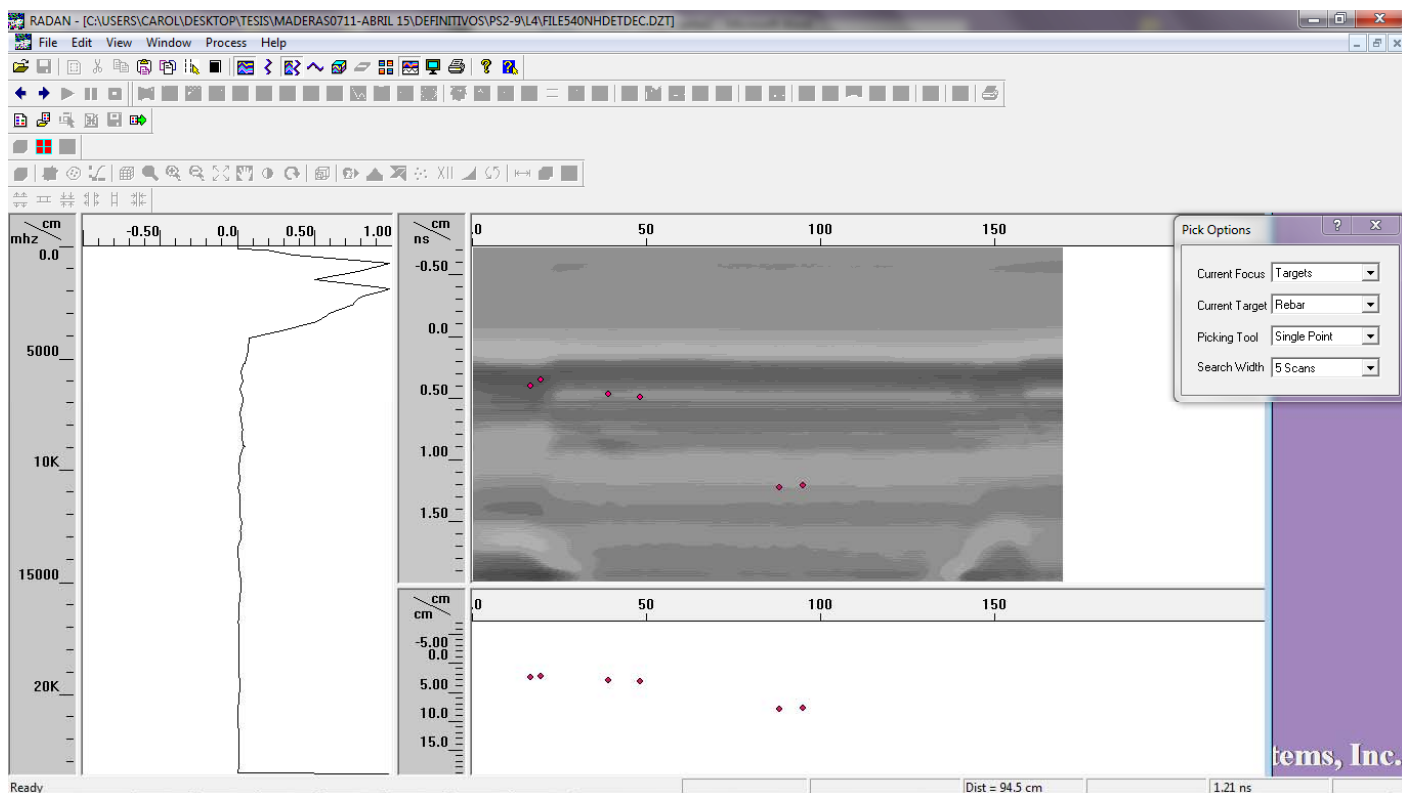 RADAN - [C:\USERS\CAROL\DESKTOP\TESIS\MADERAS0711-ABRIL 15\DEFINITIVOS\PS2-9\L4\FILE540NHDETDEC.DZT]
File Edit View Window Process Help
XII
cm
mhz
-0.50 0.0 0.50 1.00
0.0
5000
10K
15000
20K
cm
ns
.0 50 100 150
-0.50
0.0
0.50
1.00
1.50
cm
cm
.0 50 100 150
-5.00
0.0
5.00
10.0
15.0
Pick Options
Current Focus Targets
Current Target Rebar
Picking Tool Single Point
Search Width 5 Scans
tems, Inc.
Ready Dist = 94.5 cm 1.21 ns